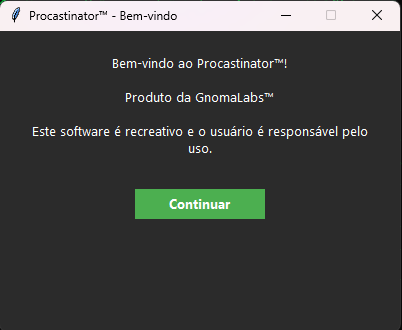 Procastinator™ - Bem-vindo
Bem-vindo ao Procastinator™!
Produto da GnomaLabs™
Este software é recreativo e o usuário é responsável pelo
uso.
Continuar